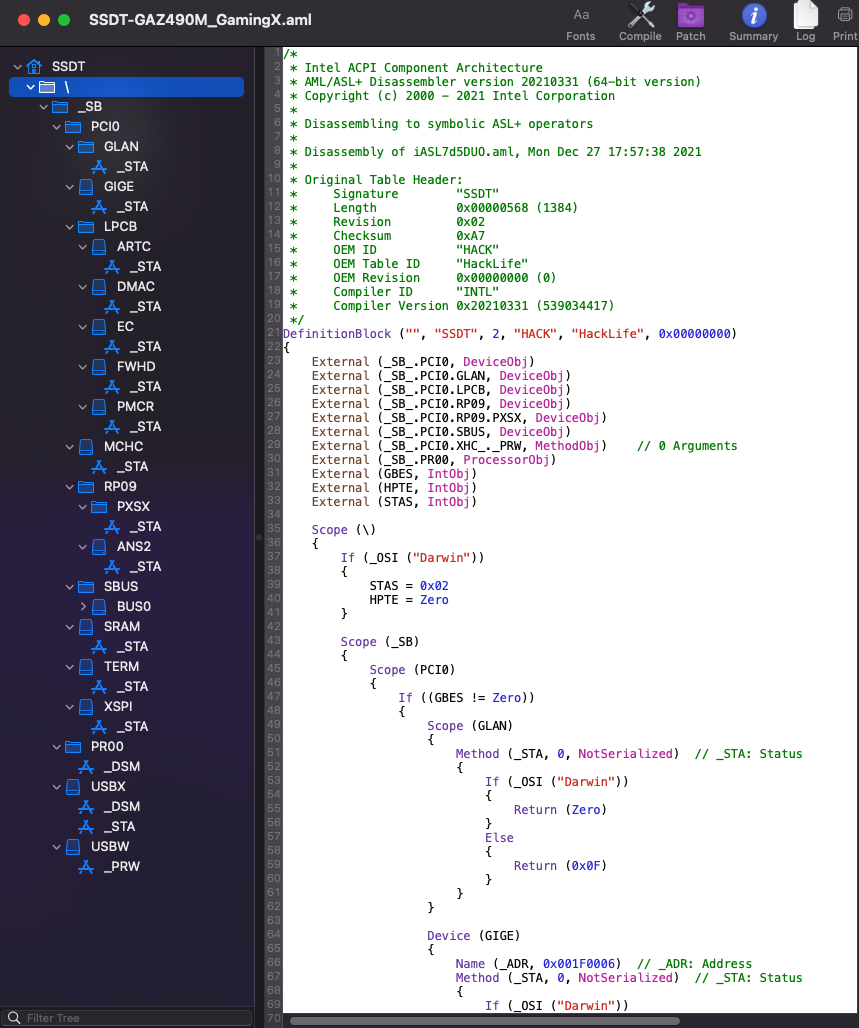 SSDT-GAZ490M_GamingX.aml
Aa
Fonts
Compile
Patch
Summary
Log
Print
SSDT
\
_SB
PCI0
GLAN
_STA
GIGE
_STA
LPCB
ARTC
_STA
DMAC
_STA
EC
_STA
FWHD
_STA
PMCR
_STA
MCHC
_STA
RP09
PXSX
_STA
ANS2
_STA
SBUS
BUS0
SRAM
_STA
TERM
_STA
XSPI
_STA
PR00
_DSM
USBX
_DSM
_STA
USBW
_PRW
Filter Tree
1 /*
2  * Intel ACPI Component Architecture
3  * AML/ASL+ Disassembler version 20210331 (64-bit version)
4  * Copyright (c) 2000 - 2021 Intel Corporation
5  *
6  * Disassembling to symbolic ASL+ operators
7  *
8  * Disassembly of iASL7d5DUO.aml, Mon Dec 27 17:57:38 2021
9  *
10  * Original Table Header:
11  *     Signature        "SSDT"
12  *     Length           0x00000568 (1384)
13  *     Revision         0x02
14  *     Checksum         0xA7
15  *     OEM ID           "HACK"
16  *     OEM Table ID     "HackLife"
17  *     OEM Revision     0x00000000 (0)
18  *     Compiler ID      "INTL"
19  *     Compiler Version 0x20210331 (539034417)
20  */
21 DefinitionBlock ("", "SSDT", 2, "HACK", "HackLife", 0x00000000)
22 {
23     External (_SB_.PCI0, DeviceObj)
24     External (_SB_.PCI0.GLAN, DeviceObj)
25     External (_SB_.PCI0.LPCB, DeviceObj)
26     External (_SB_.PCI0.RP09, DeviceObj)
27     External (_SB_.PCI0.RP09.PXSX, DeviceObj)
28     External (_SB_.PCI0.SBUS, DeviceObj)
29     External (_SB_.PCI0.XHC_._PRW, MethodObj)    // 0 Arguments
30     External (_SB_.PR00, ProcessorObj)
31     External (GBES, IntObj)
32     External (HPTE, IntObj)
33     External (STAS, IntObj)
34
35     Scope (\)
36     {
37         If (_OSI ("Darwin"))
38         {
39             STAS = 0x02
40             HPTE = Zero
41         }
42
43         Scope (_SB)
44         {
45             Scope (PCI0)
46             {
47                 If ((GBES != Zero))
48                 {
49                     Scope (GLAN)
50                     {
51                         Method (_STA, 0, NotSerialized)  // _STA: Status
52                         {
53                             If (_OSI ("Darwin"))
54                             {
55                                 Return (Zero)
56                             }
57                             Else
58                             {
59                                 Return (0x0F)
60                             }
61                         }
62                     }
63
64                     Device (GIGE)
65                     {
66                         Name (_ADR, 0x001F0006)  // _ADR: Address
67                         Method (_STA, 0, NotSerialized)  // _STA: Status
68                         {
69                             If (_OSI ("Darwin"))
70